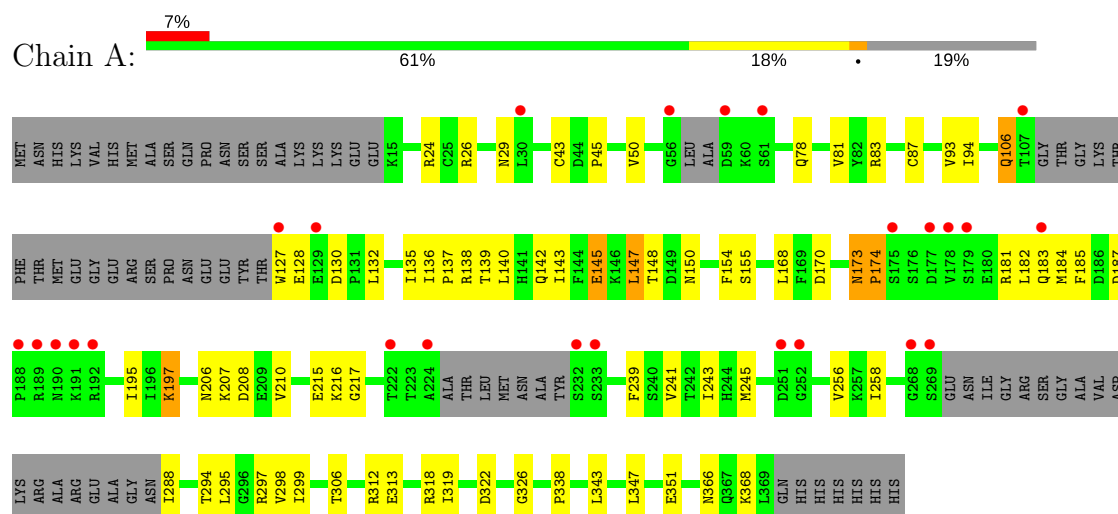 7%
Chain A:
61% 18% • 19%
MET ASN HIS LYS VAL HIS MET ALA SER GLN PRO ASN SER SER ALA LYS LYS LYS GLU GLU K15 R24 C25 R26 N29 L30 C43 D44 P45 V50 G56 LEU ALA D59 K60 S61 Q78 V81 Y82 R83 C87 V93 I94 Q106 T107 GLY THR GLY LYS THR
PHE THR MET GLU GLY GLU ARG SER PRO ASN GLU GLU TYR THR W127 E128 E129 D130 P131 L132 I135 I136 P137 R138 T139 L140 H141 Q142 I143 F144 E145 K146 L147 T148 D149 N150 F154 S155 L168 F169 D170 N173 P174 S175 S176 D177 V178 S179 E180 R181 L182 Q183 M184 F185 D186 D187
P188 R189 N190 K191 R192 I195 I196 K197 N206 K207 D208 E209 V210 E215 K216 G217 T222 T223 A224 ALA THR LEU MET ASN ALA TYR S232 S233 F239 S240 V241 T242 I243 H244 M245 D251 G252 V256 K257 I258 G268 S269 GLU ASN ILE GLY ARG SER GLY ALA VAL ASP
LYS ARG ALA ARG GLU ALA GLY ASN I288 T294 L295 G296 R297 V298 I299 T306 R312 E313 R318 I319 D322 G326 P338 L343 L347 E351 N366 Q367 K368 L369 GLN HIS HIS HIS HIS HIS HIS